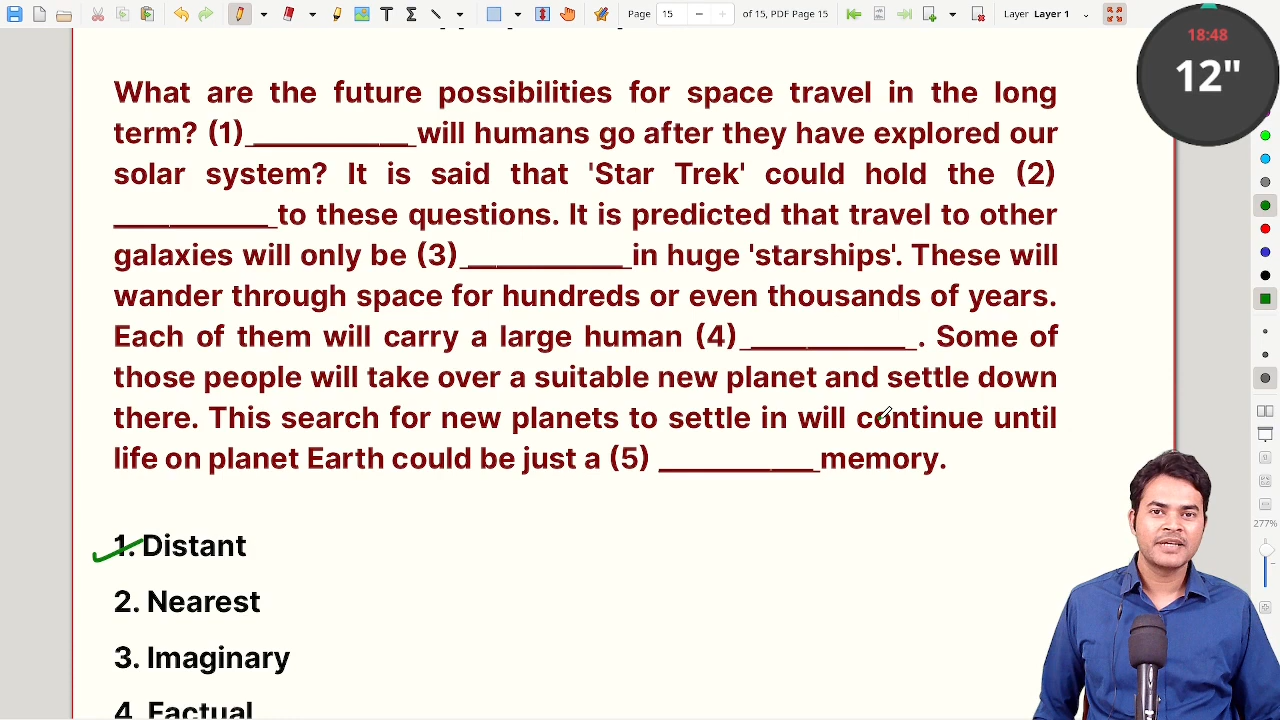 Page 15 of 15, PDF Page 15 Layer Layer 1
18:48
12"
What are the future possibilities for space travel in the long
term? (1)___________will humans go after they have explored our
solar system? It is said that 'Star Trek' could hold the (2)
___________to these questions. It is predicted that travel to other
galaxies will only be (3)___________in huge 'starships'. These will
wander through space for hundreds or even thousands of years.
Each of them will carry a large human (4)___________. Some of
those people will take over a suitable new planet and settle down
there. This search for new planets to settle in will continue until
life on planet Earth could be just a (5) ___________memory.
277%
1. Distant
2. Nearest
3. Imaginary
4. Factual